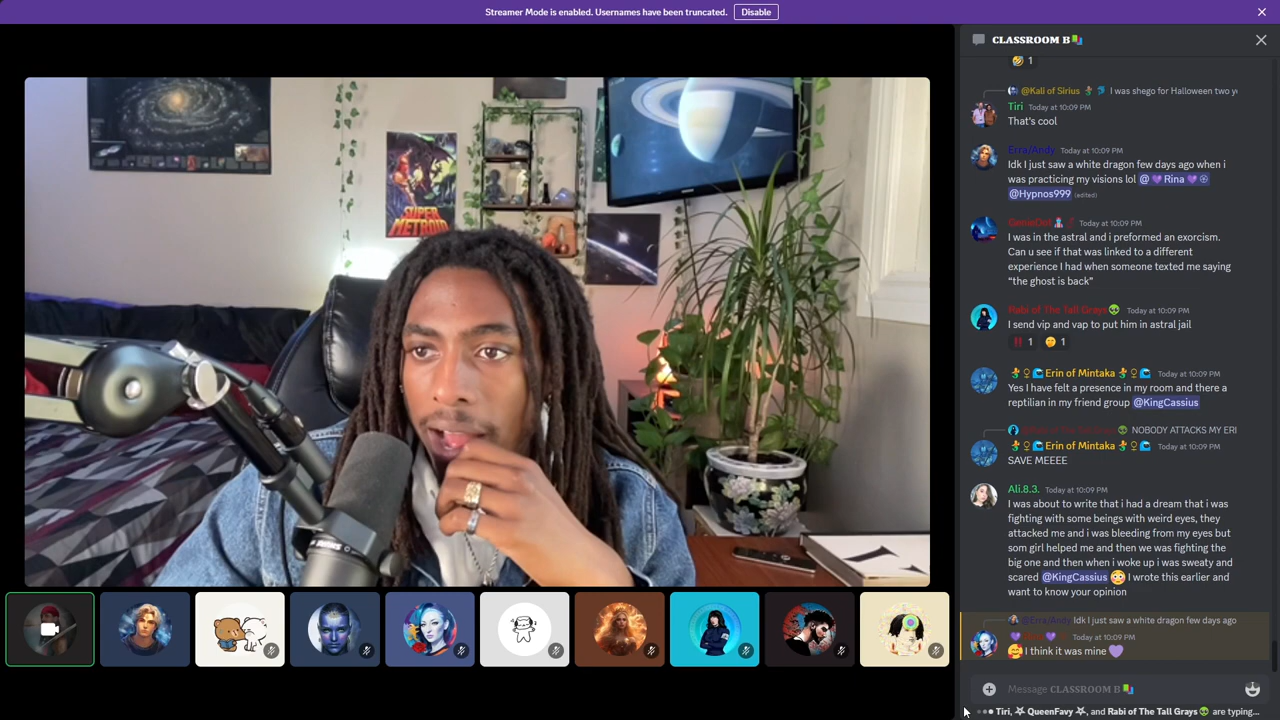 Streamer Mode is enabled. Usernames have been truncated. Disable
CLASSROOM B
1
@Kali of Sirius I was shego for Halloween two ye
Tiri Today at 10:09 PM
That's cool
Erra/Andy Today at 10:09 PM
Idk I just saw a white dragon few days ago when i
was practicing my visions lol @💜Rina💜
@Hypnos999 (edited)
Today at 10:09 PM
I was in the astral and i preformed an exorcism.
Can u see if that was linked to a different
experience I had when someone texted me saying
"the ghost is back"
Rabi of The Tall Grays Today at 10:09 PM
I send vip and vap to put him in astral jail
1 1
Erin of Mintaka Today at 10:09 PM
Yes I have felt a presence in my room and there a
reptilian in my friend group @KingCassius
NOBODY ATTACKS MY ERI
Erin of Mintaka Today at 10:09 PM
SAVE MEEEE
Ali.8.3. Today at 10:09 PM
I was about to write that i had a dream that i was
fighting with some beings with weird eyes, they
attacked me and i was bleeding from my eyes but
som girl helped me and then we was fighting the
big one and then when i woke up i was sweaty and
scared @KingCassius 😳 I wrote this earlier and
want to know your opinion
@Erra/Andy Idk I just saw a white dragon few days ago
Today at 10:09 PM
🥰 I think it was mine 💜
Message CLASSROOM B
Tiri, QueenFavy, and Rabi of The Tall Grays are typing...
SUPER
METROID